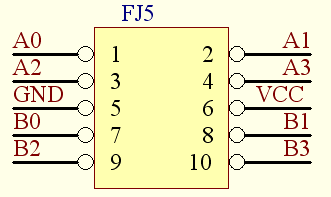 FJ5
A0 1 2 A1
A2 3 4 A3
GND 5 6 VCC
B0 7 8 B1
B2 9 10 B3